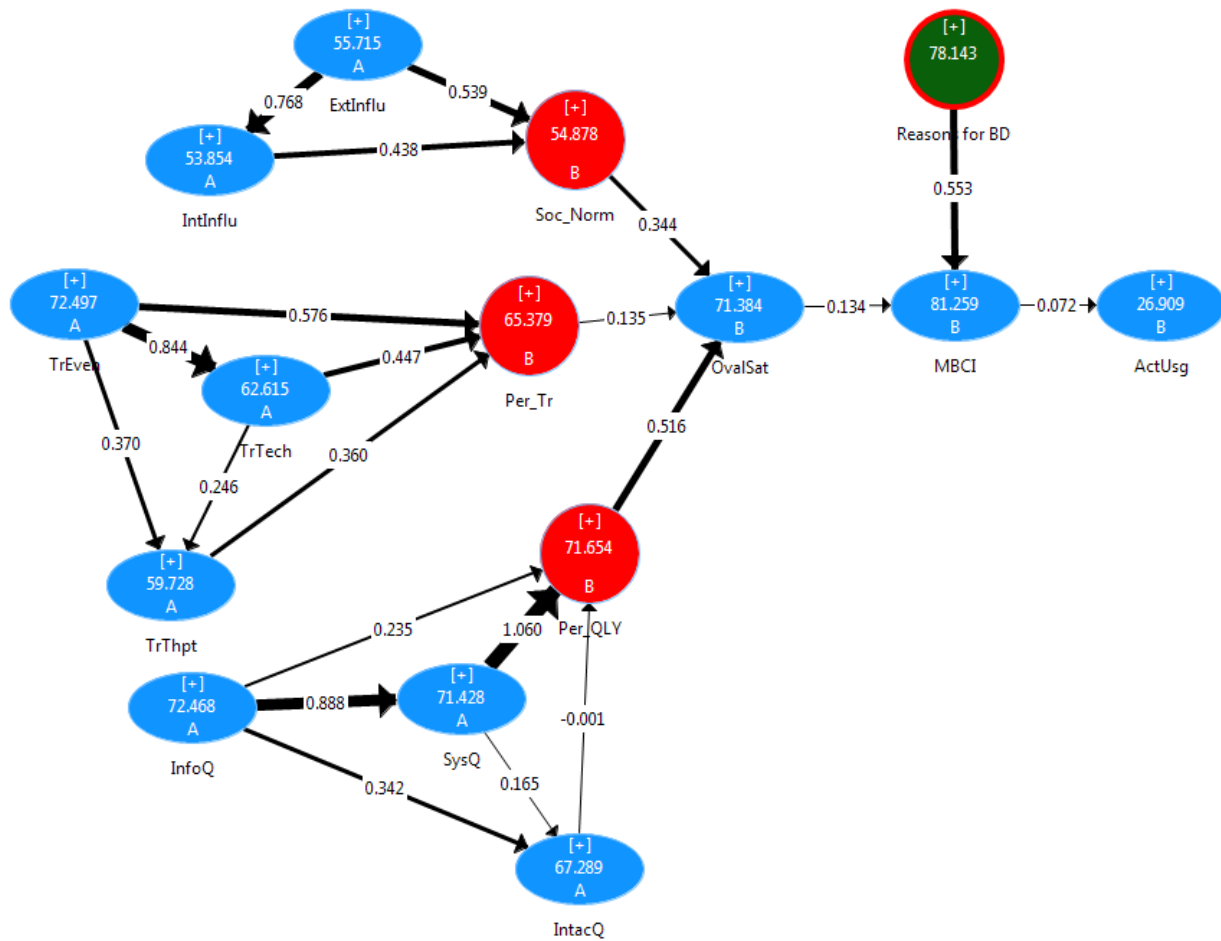 [+]
55.715
A
ExtInflu
[+]
78.143
Reasons for BD
0.768
0.539
[+]
53.854
A
IntInflu
0.438
[+]
54.878
B
Soc_Norm
0.553
0.344
[+]
72.497
A
TrEven
0.576
[+]
65.379
B
Per_Tr
0.135
[+]
71.384
B
OvalSat
0.134
[+]
81.259
B
MBCI
0.072
[+]
26.909
B
ActUsg
0.844
0.447
[+]
62.615
A
TrTech
0.370
0.246
0.360
0.516
[+]
59.728
A
TrThpt
[+]
71.654
B
Per_QLY
0.235
1.060
[+]
72.468
A
InfoQ
0.888
[+]
71.428
A
SysQ
-0.001
0.342
0.165
[+]
67.289
A
IntacQ